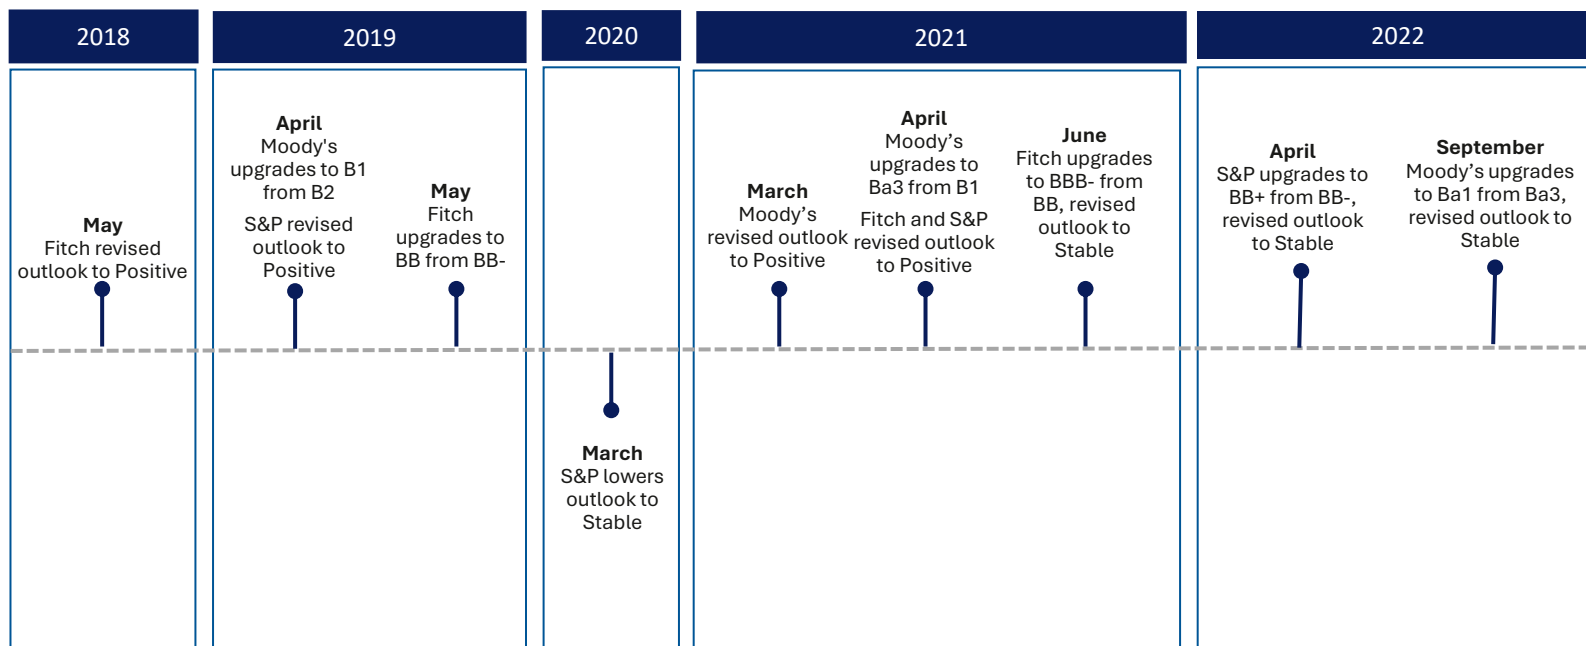 2018
2019
2020
2021
2022
May
Fitch revised
outlook to Positive
April
Moody's
upgrades to B1
from B2
S&P revised
outlook to
Positive
May
Fitch
upgrades to
BB from BB-
March
S&P lowers
outlook to
Stable
March
Moody’s
revised outlook
to Positive
April
Moody’s
upgrades to
Ba3 from B1
Fitch and S&P
revised outlook
to Positive
June
Fitch upgrades
to BBB- from
BB, revised
outlook to
Stable
April
S&P upgrades to
BB+ from BB-,
revised outlook
to Stable
September
Moody’s upgrades
to Ba1 from Ba3,
revised outlook to
Stable